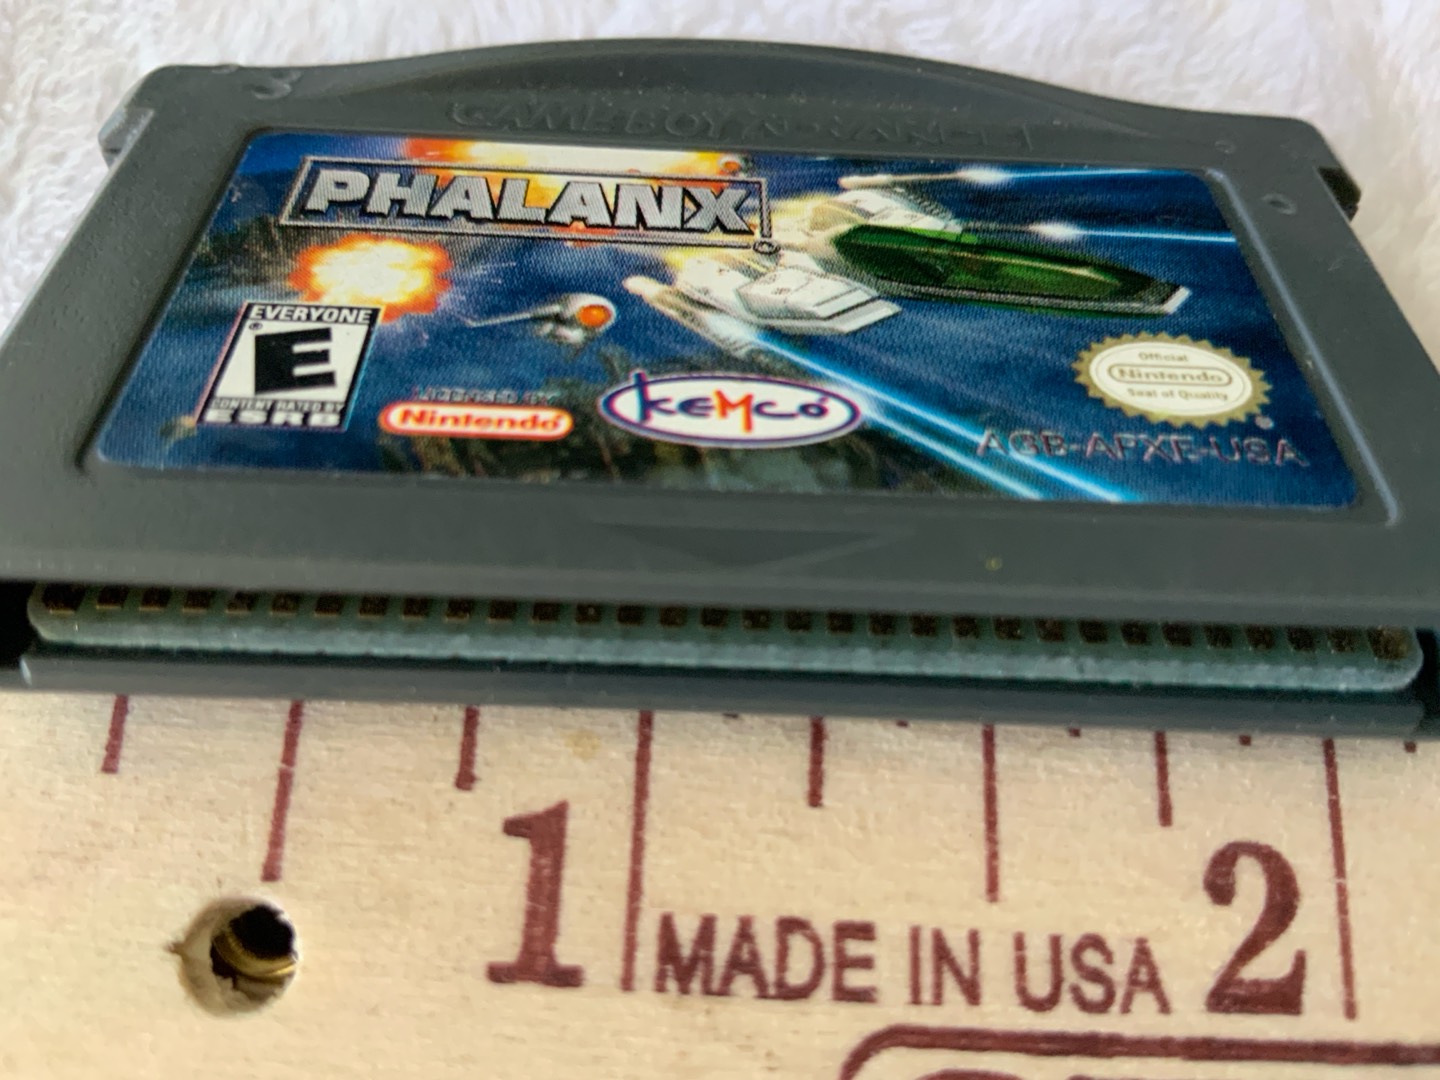 GAME BOY ADVANCE
PHALANX
EVERYONE
E
CONTENT RATED BY
ESRB
LICENSED BY
Nintendo
KEMCO
Official
Nintendo
Seal of Quality
AGB-APXE-USA
1
MADE IN USA
2